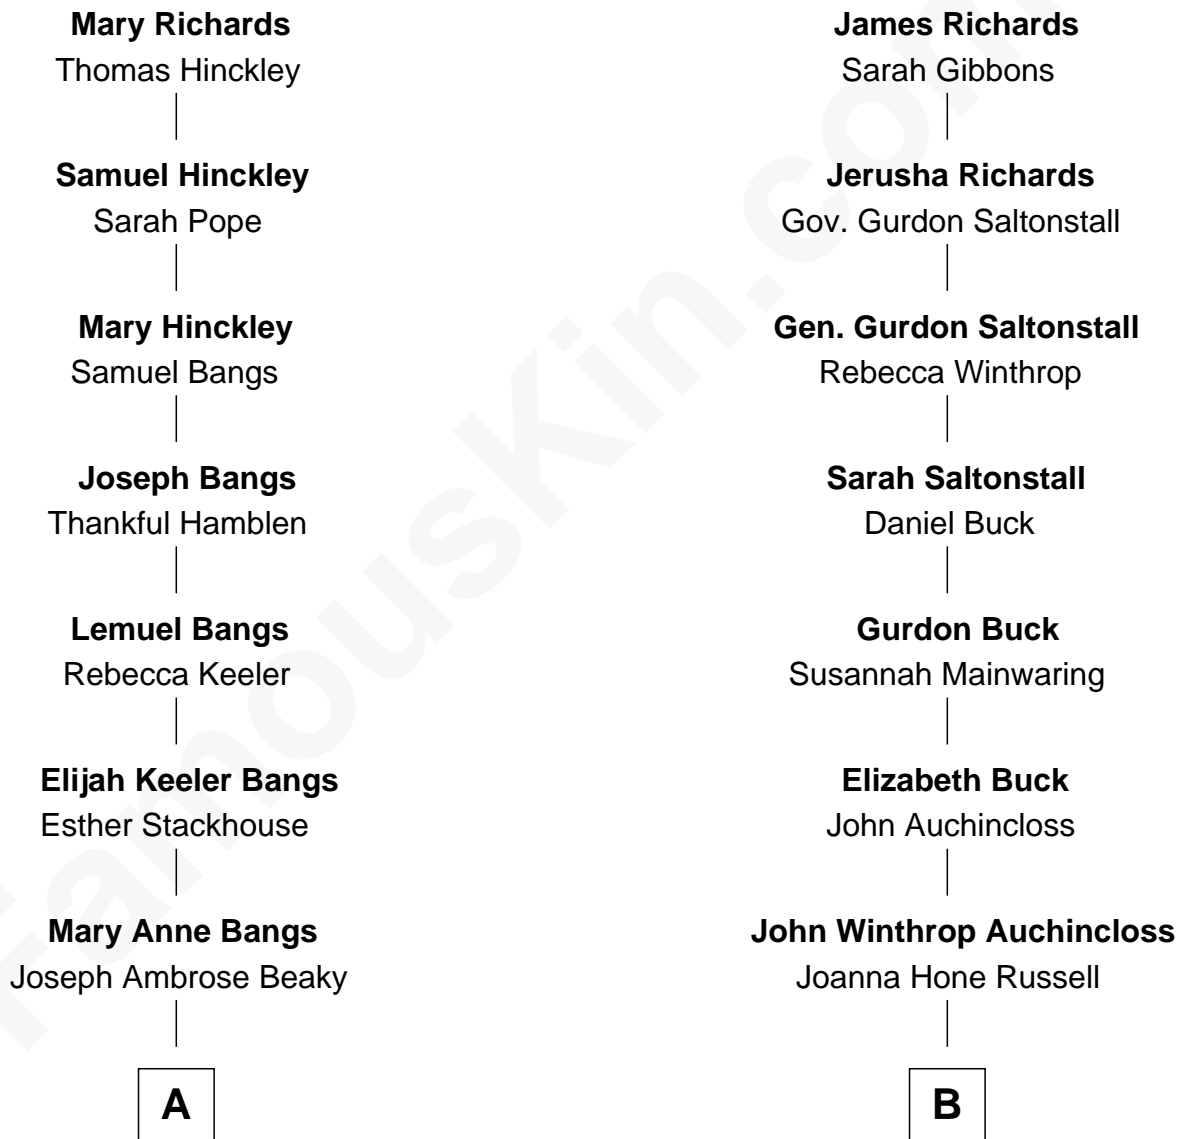 Mary Richards
Thomas Hinckley
Samuel Hinckley
Sarah Pope
Mary Hinckley
Samuel Bangs
Joseph Bangs
Thankful Hamblen
Lemuel Bangs
Rebecca Keeler
Elijah Keeler Bangs
Esther Stackhouse
Mary Anne Bangs
Joseph Ambrose Beaky
A
James Richards
Sarah Gibbons
Jerusha Richards
Gov. Gurdon Saltonstall
Gen. Gurdon Saltonstall
Rebecca Winthrop
Sarah Saltonstall
Daniel Buck
Gurdon Buck
Susannah Mainwaring
Elizabeth Buck
John Auchincloss
John Winthrop Auchincloss
Joanna Hone Russell
B
FamousKin.com